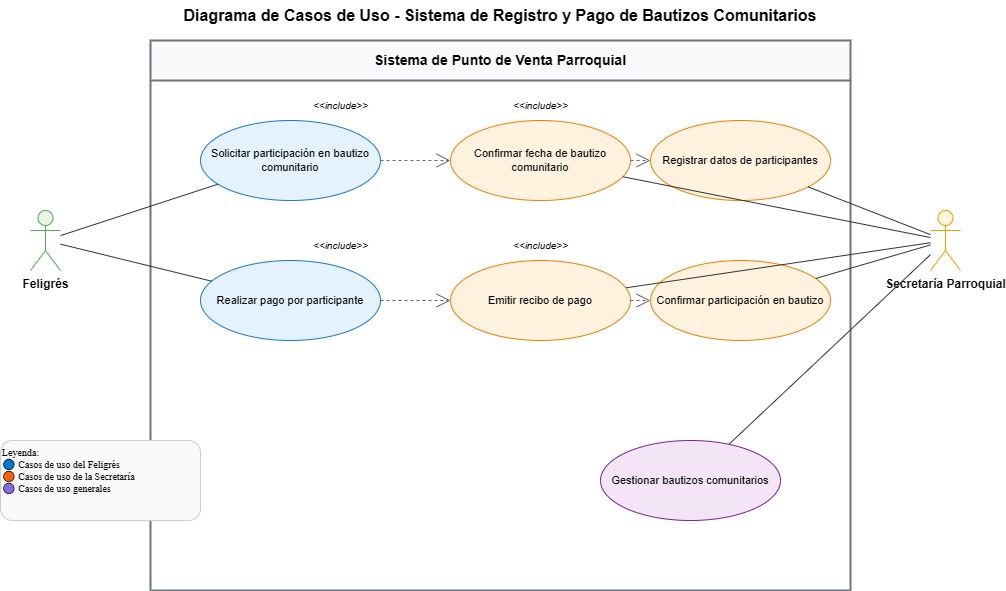 Diagrama de Casos de Uso - Sistema de Registro y Pago de Bautizos Comunitarios
Sistema de Punto de Venta Parroquial
<<include>>
<<include>>
Solicitar participación en bautizo
comunitario
Confirmar fecha de bautizo
comunitario
Registrar datos de participantes
<<include>>
<<include>>
Feligrés
Secretaría Parroquial
Realizar pago por participante
Emitir recibo de pago
Confirmar participación en bautizo
Leyenda:
Casos de uso del Feligrés
Casos de uso de la Secretaría
Casos de uso generales
Gestionar bautizos comunitarios